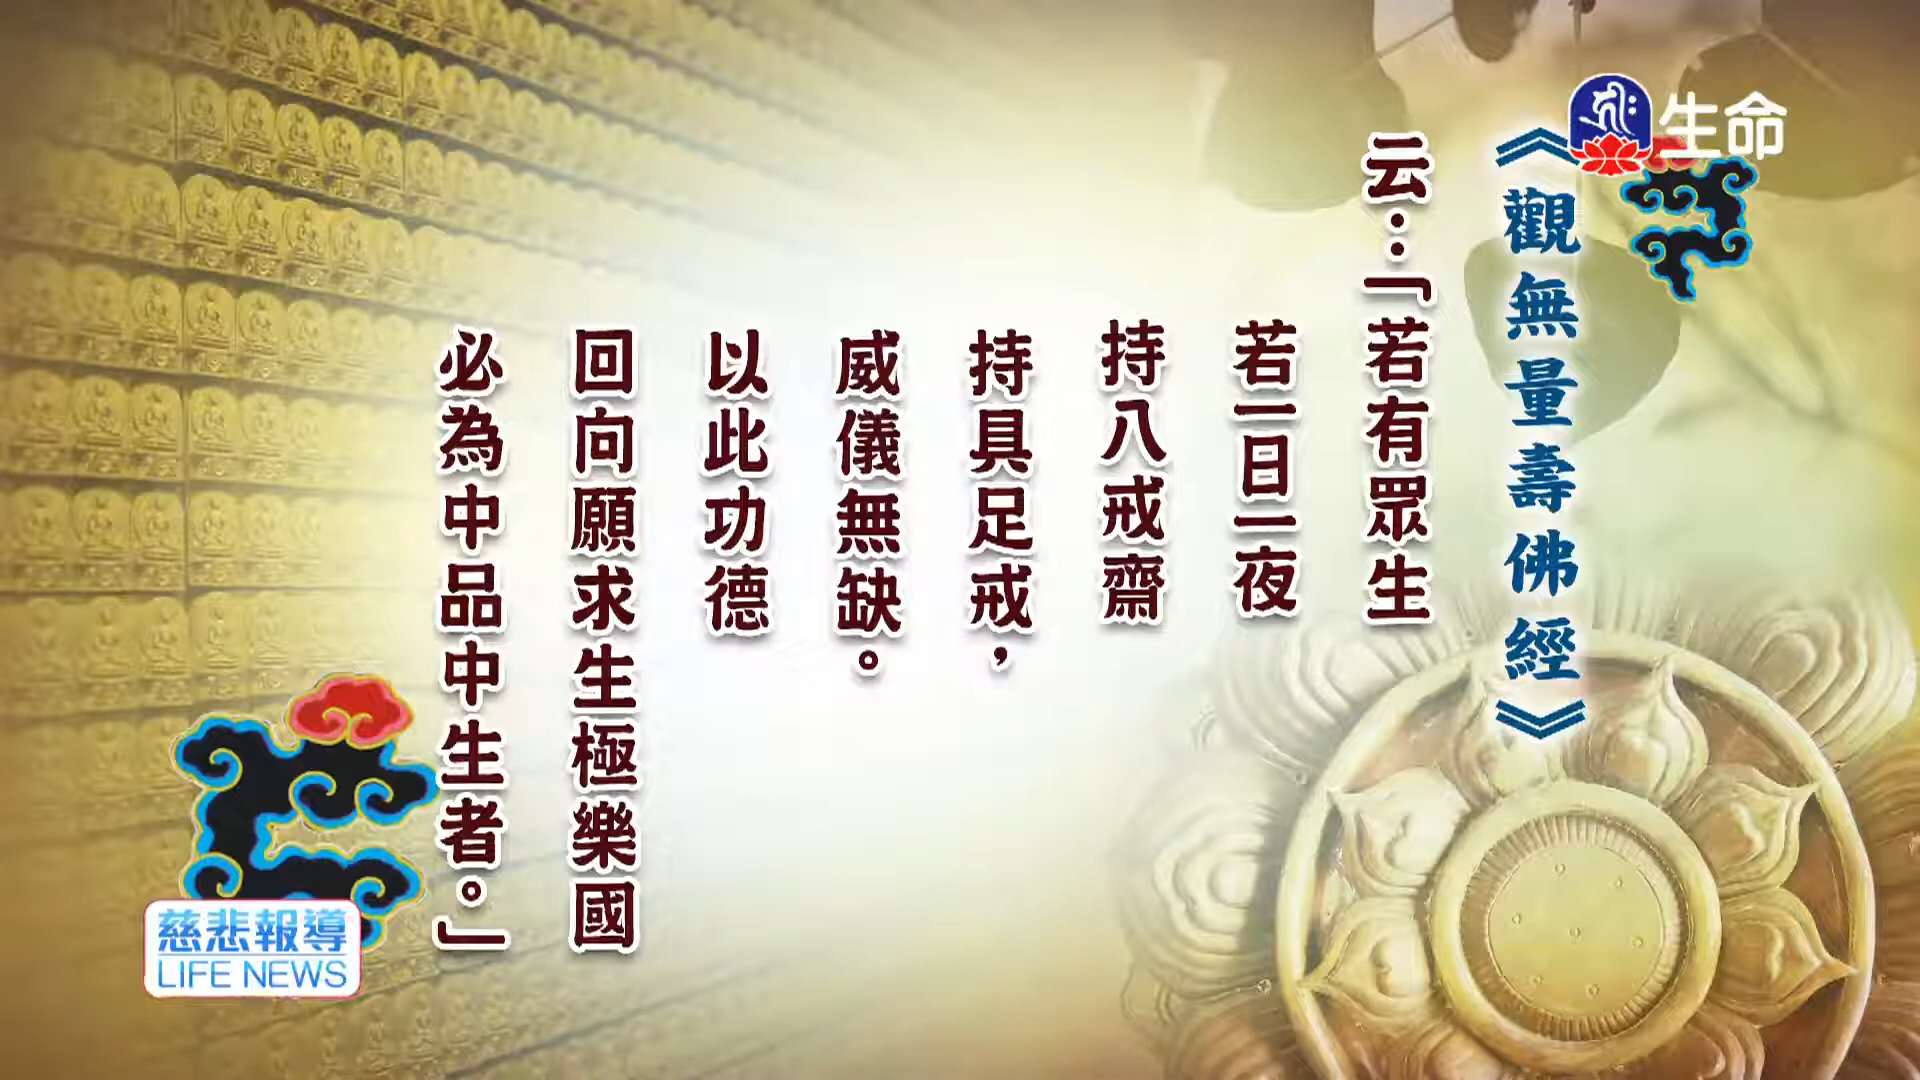 生命
《觀無量壽佛經》
云：「若有眾生
若一日一夜
持八戒齋
持具足戒，
威儀無缺。
以此功德
回向願求生極樂國
必為中品中生者。」
慈悲報導
LIFE NEWS